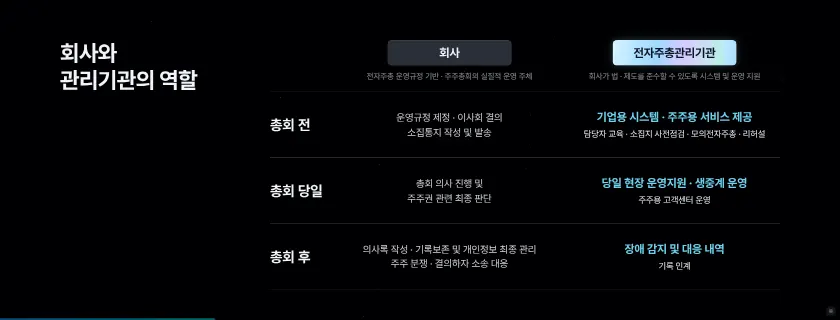 회사와
관리기관의 역할
회사
전자주총관리기관
전자주총 운영규정 기반 · 주주총회의 실질적 운영 주체
회사가 법 · 제도를 준수할 수 있도록 시스템 및 운영 지원
총회 전
운영규정 제정 · 이사회 결의
소집통지 작성 및 발송
기업용 시스템 · 주주용 서비스 제공
담당자 교육 · 소집지 사전점검 · 모의전자주총 · 리허설
총회 당일
총회 의사 진행 및
주주권 관련 최종 판단
당일 현장 운영지원 · 생중계 운영
주주용 고객센터 운영
총회 후
의사록 작성 · 기록보존 및 개인정보 최종 관리
주주 분쟁 · 결의하자 소송 대응
장애 감지 및 대응 내역
기록 인계